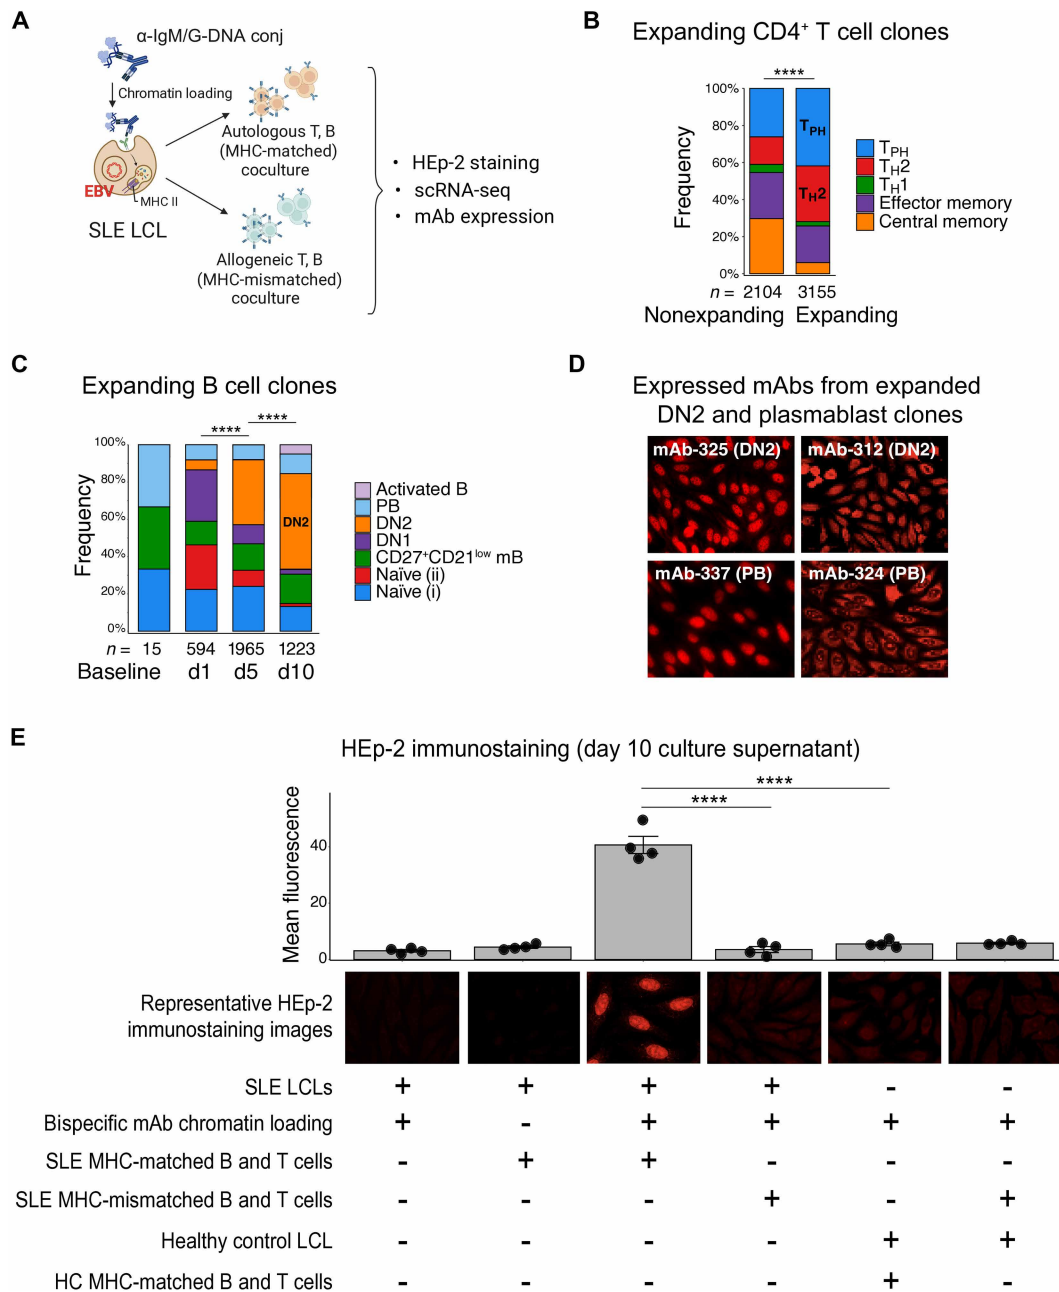 A
α-IgM/G-DNA conj
Chromatin loading
EBV
MHC II
SLE LCL
Autologous T, B
(MHC-matched)
coculture
Allogeneic T, B
(MHC-mismatched)
coculture
• HEp-2 staining
• scRNA-seq
• mAb expression
B
Expanding CD4⁺ T cell clones
****
Frequency
100%
80%
60%
40%
20%
0%
T_PH
T_H2
T_PH
T_H2
T_H1
Effector memory
Central memory
n = 2104 3155
Nonexpanding Expanding
C
Expanding B cell clones
**** ****
Frequency
100%
80%
60%
40%
20%
0%
DN2
Activated B
PB
DN2
DN1
CD27⁺CD21ˡᵒʷ mB
Naïve (ii)
Naïve (i)
n = 15 594 1965 1223
Baseline d1 d5 d10
D
Expressed mAbs from expanded
DN2 and plasmablast clones
mAb-325 (DN2) mAb-312 (DN2)
mAb-337 (PB) mAb-324 (PB)
E
HEp-2 immunostaining (day 10 culture supernatant)
****
****
Mean fluorescence
40
20
0
Representative HEp-2
immunostaining images
SLE LCLs + + + + - -
Bispecific mAb chromatin loading + - + + + +
SLE MHC-matched B and T cells - + + - - -
SLE MHC-mismatched B and T cells - - - + - +
Healthy control LCL - - - - + +
HC MHC-matched B and T cells - - - - + -